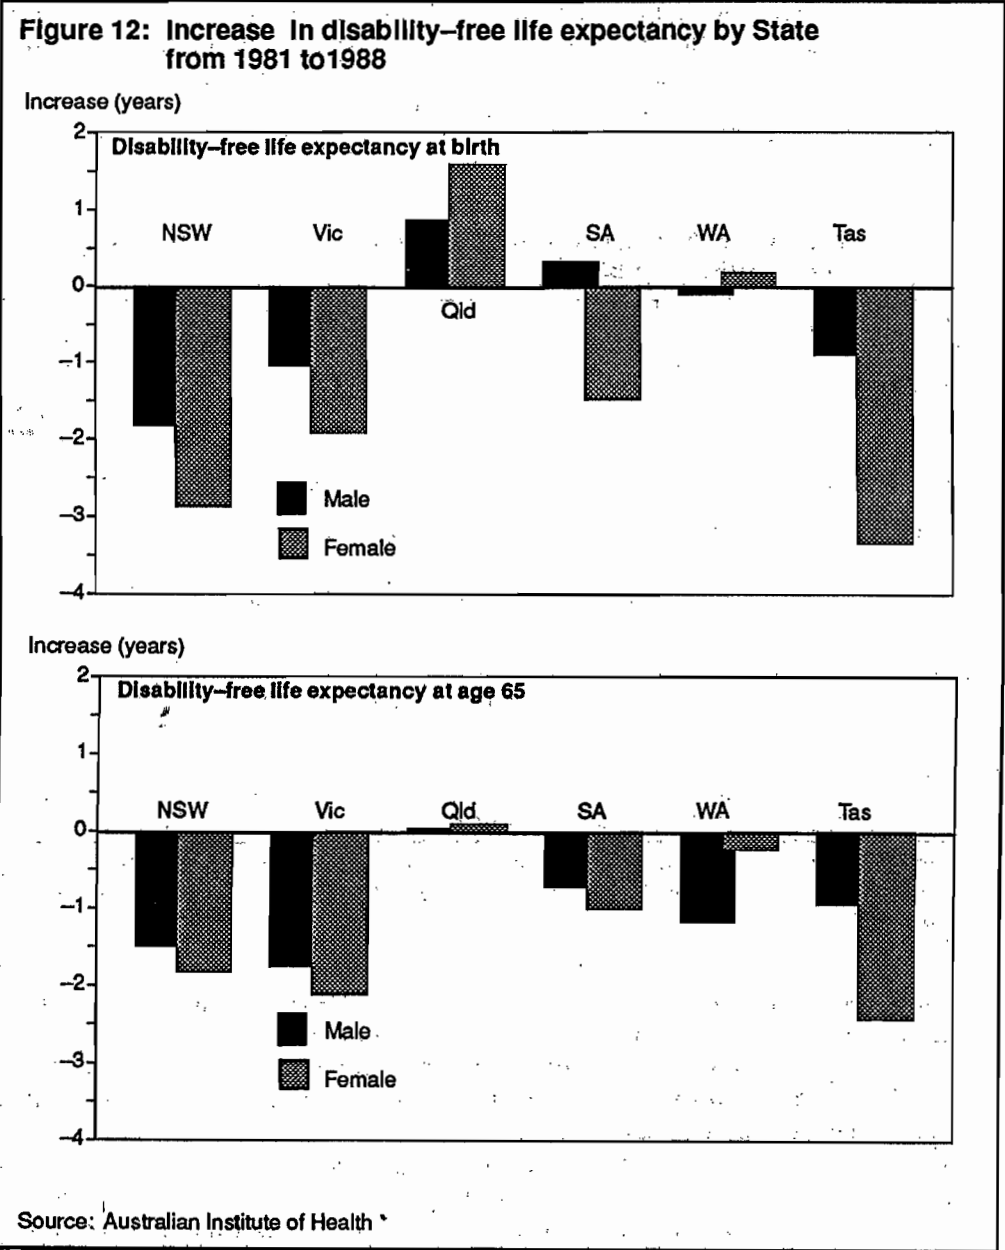 Figure 12: Increase in disability–free life expectancy by State
from 1981 to1988
Increase (years)
Disability–free life expectancy at birth
2
1
0
–1
–2
–3
–4
NSW
Vic
Qld
SA
WA
Tas
Male
Female
Increase (years)
Disability–free life expectancy at age 65
2
1
0
–1
–2
–3
–4
NSW
Vic
Qld
SA
WA
Tas
Male
Female
Source: Australian Institute of Health